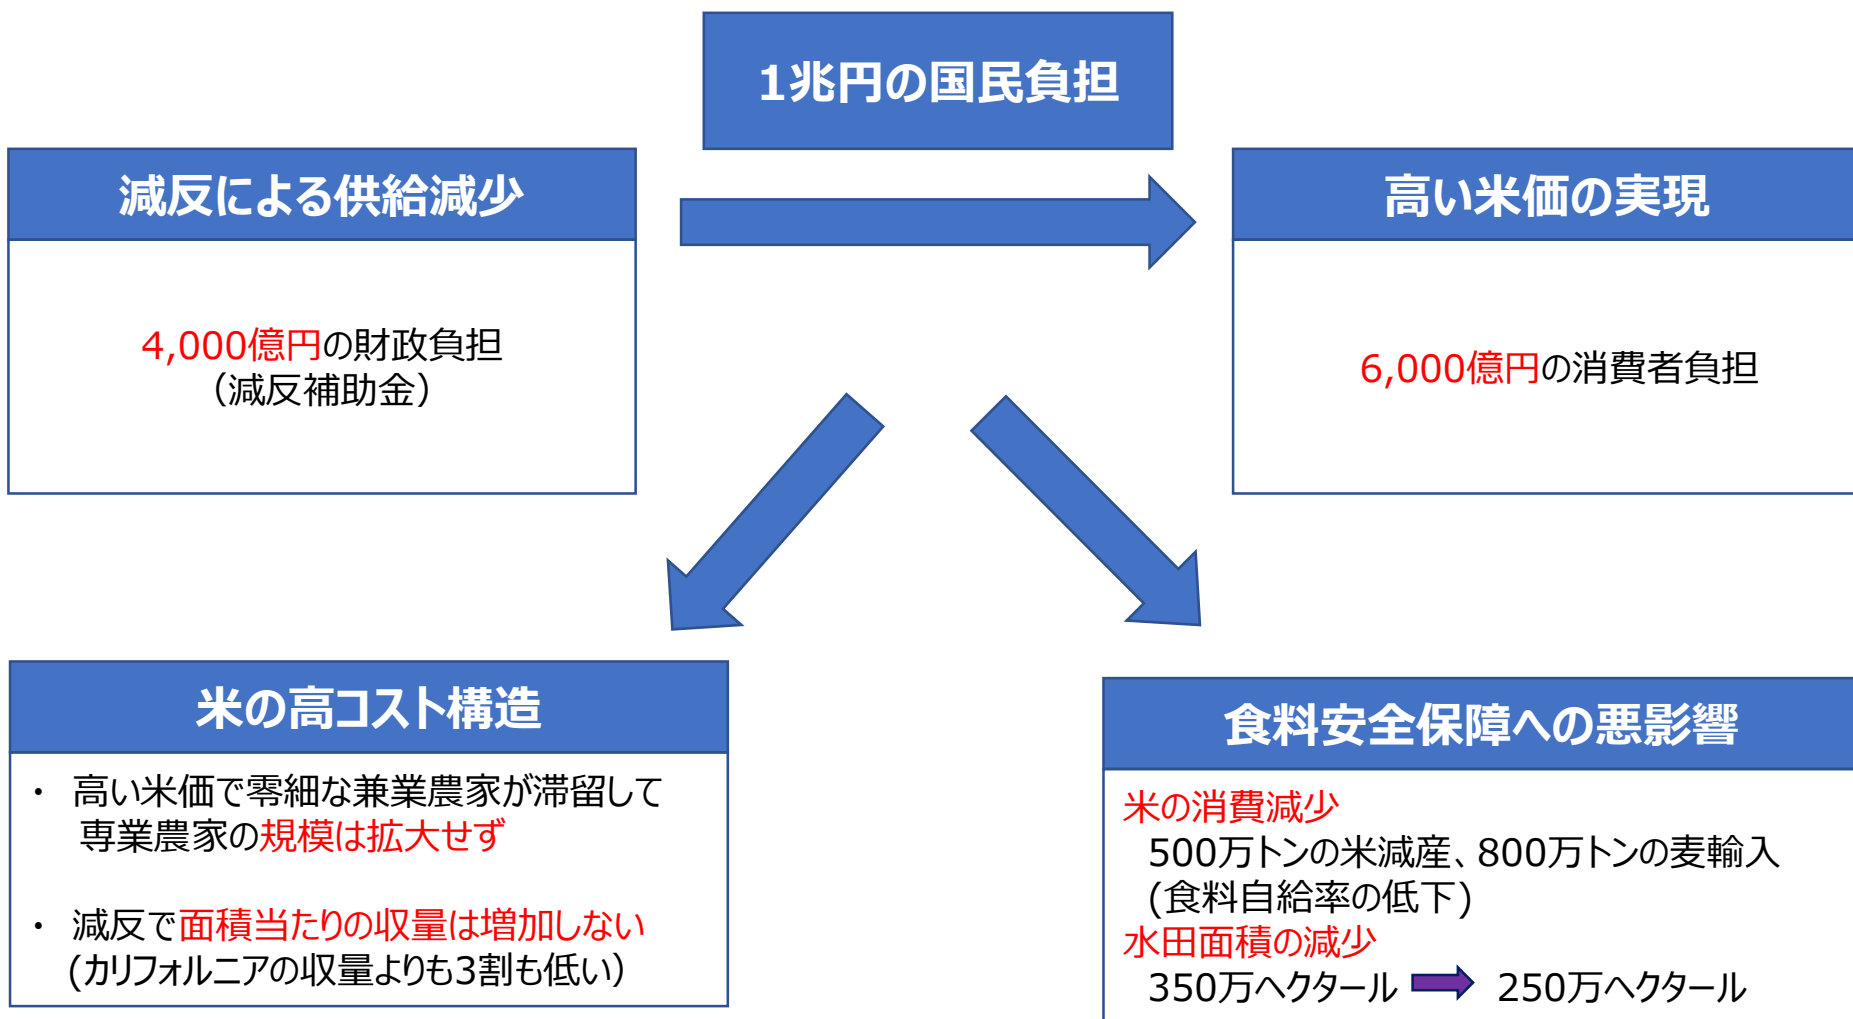 1兆円の国民負担
減反による供給減少
4,000億円の財政負担
（減反補助金）
高い米価の実現
6,000億円の消費者負担
米の高コスト構造
・ 高い米価で零細な兼業農家が滞留して
専業農家の規模は拡大せず
・ 減反で面積当たりの収量は増加しない
(カリフォルニアの収量よりも3割も低い）
食料安全保障への悪影響
米の消費減少
500万トンの米減産、800万トンの麦輸入
(食料自給率の低下)
水田面積の減少
350万ヘクタール 250万ヘクタール